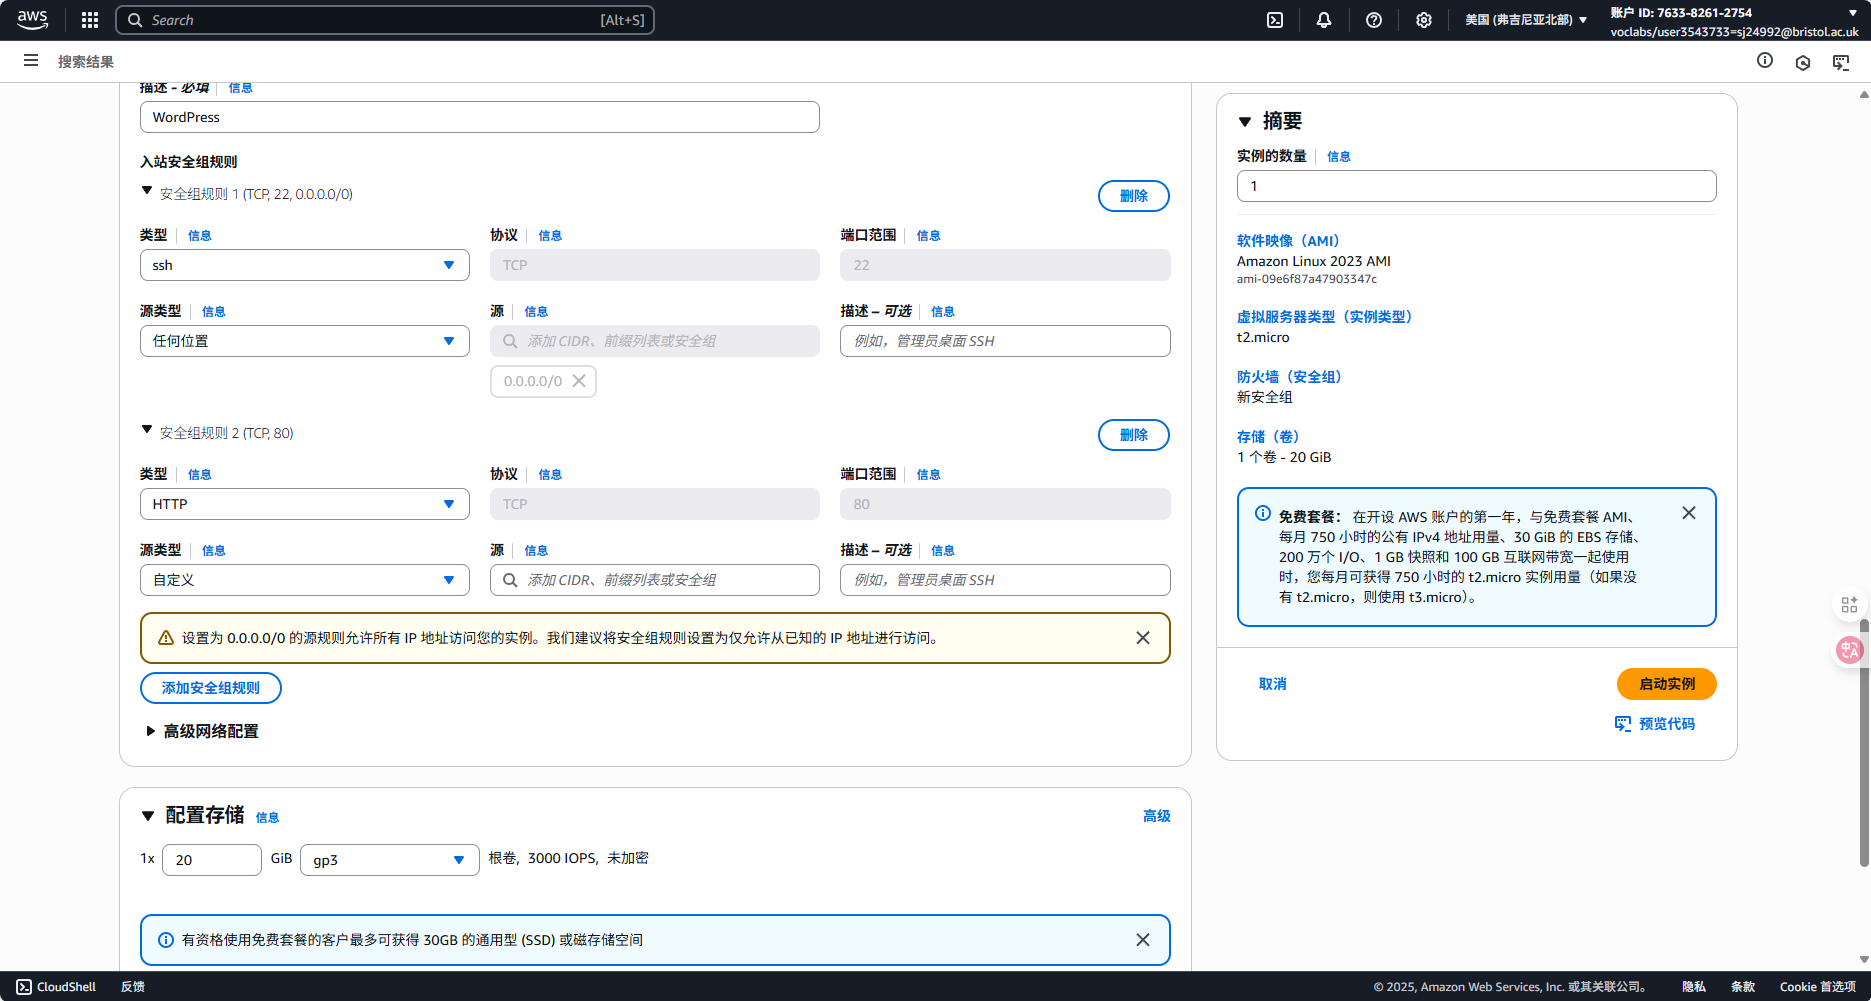 aws
Search
[Alt+S]
美国 (弗吉尼亚北部)
账户 ID: 7633-8261-2754
voclabs/user3543733=sj24992@bristol.ac.uk
搜索结果
描述 – 必填 信息
WordPress
入站安全组规则
安全组规则 1 (TCP, 22, 0.0.0.0/0)
删除
类型 信息 协议 信息 端口范围 信息
ssh TCP 22
源类型 信息 源 信息 描述 – 可选 信息
任何位置 添加 CIDR、前缀列表或安全组 例如，管理员桌面 SSH
0.0.0.0/0
安全组规则 2 (TCP, 80)
删除
类型 信息 协议 信息 端口范围 信息
HTTP TCP 80
源类型 信息 源 信息 描述 – 可选 信息
自定义 添加 CIDR、前缀列表或安全组 例如，管理员桌面 SSH
设置为 0.0.0.0/0 的源规则允许所有 IP 地址访问您的实例。我们建议将安全组规则设置为仅允许从已知的 IP 地址进行访问。
添加安全组规则
高级网络配置
配置存储 信息
高级
1x 20 GiB gp3 根卷，3000 IOPS，未加密
有资格使用免费套餐的客户最多可获得 30GB 的通用型 (SSD) 或磁存储空间
摘要
实例的数量 信息
1
软件映像（AMI）
Amazon Linux 2023 AMI
ami-09e6f87a47903347c
虚拟服务器类型（实例类型）
t2.micro
防火墙（安全组）
新安全组
存储（卷）
1 个卷 - 20 GiB
免费套餐： 在开设 AWS 账户的第一年，与免费套餐 AMI、
每月 750 小时的公有 IPv4 地址用量、30 GiB 的 EBS 存储、
200 万个 I/O、1 GB 快照和 100 GB 互联网带宽一起使用
时，您每月可获得 750 小时的 t2.micro 实例用量（如果没
有 t2.micro，则使用 t3.micro）。
取消
启动实例
预览代码
中A
CloudShell 反馈 © 2025, Amazon Web Services, Inc. 或其关联公司。 隐私 条款 Cookie 首选项